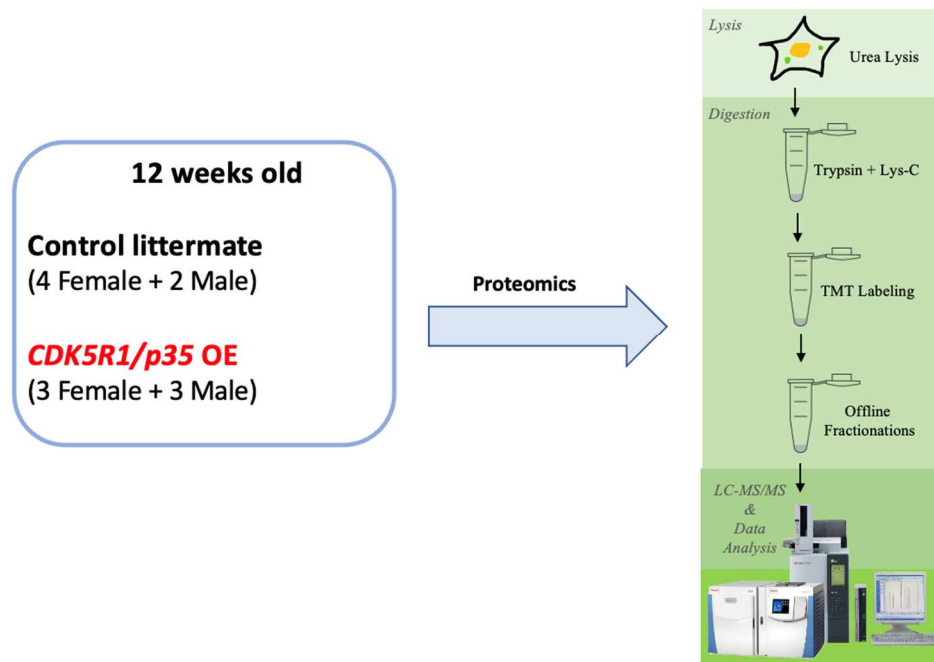 12 weeks old
Control littermate
(4 Female + 2 Male)
CDK5R1/p35 OE
(3 Female + 3 Male)
Proteomics
Lysis
Urea Lysis
Digestion
Trypsin + Lys-C
TMT Labeling
Offline
Fractionations
LC-MS/MS
&
Data
Analysis